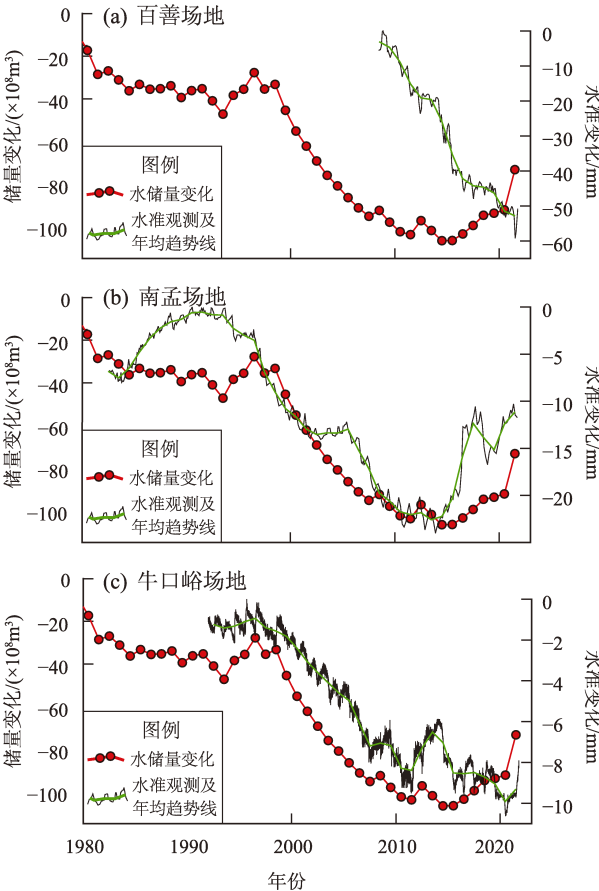 (a) 百善场地
0
−20
−40
−60
−80
−100
储量变化/(×10⁸m³)
0
−10
−20
−30
−40
−50
−60
水准变化/mm
图例
水储量变化
水准观测及
年均趋势线
(b) 南孟场地
0
−20
−40
−60
−80
−100
储量变化/(×10⁸m³)
0
−5
−10
−15
−20
水准变化/mm
图例
水储量变化
水准观测及
年均趋势线
(c) 牛口峪场地
0
−20
−40
−60
−80
−100
储量变化/(×10⁸m³)
0
−2
−4
−6
−8
−10
水准变化/mm
图例
水储量变化
水准观测及
年均趋势线
1980 1990 2000 2010 2020
年份